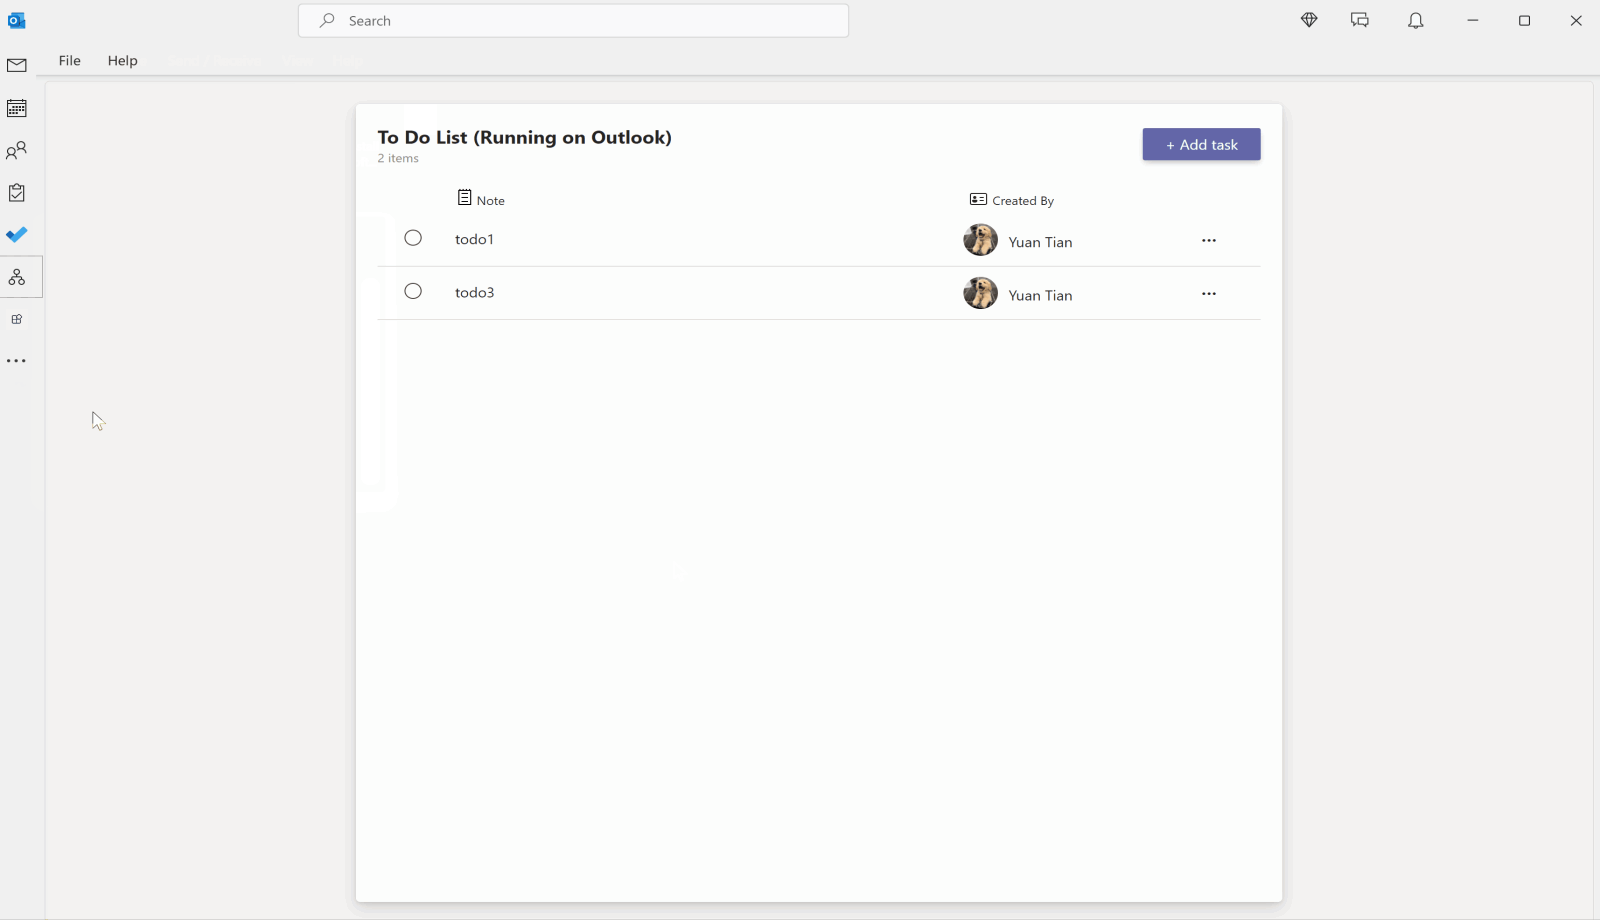 Search
File Help
To Do List (Running on Outlook)
2 items
+ Add task
Note Created By
todo1 Yuan Tian
todo3 Yuan Tian